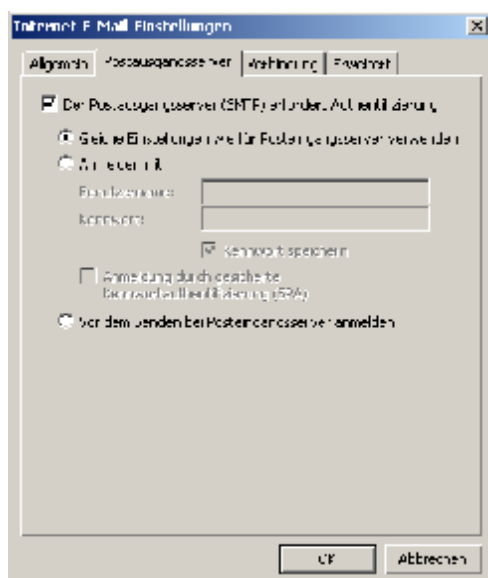 Internet E-Mail Einstellungen
Allgemein Postausgangsserver Verbindung Erweitert
Der Postausgangsserver (SMTP) erfordert Authentifizierung
Gleiche Einstellungen wie für Posteingangsserver verwenden
Anmelden mit
Benutzername:
Kennwort:
Kennwort speichern
Anmeldung durch gesicherte
Kennwortauthentifizierung (SPA)
Vor dem Senden bei Posteingangsserver anmelden
OK Abbrechen